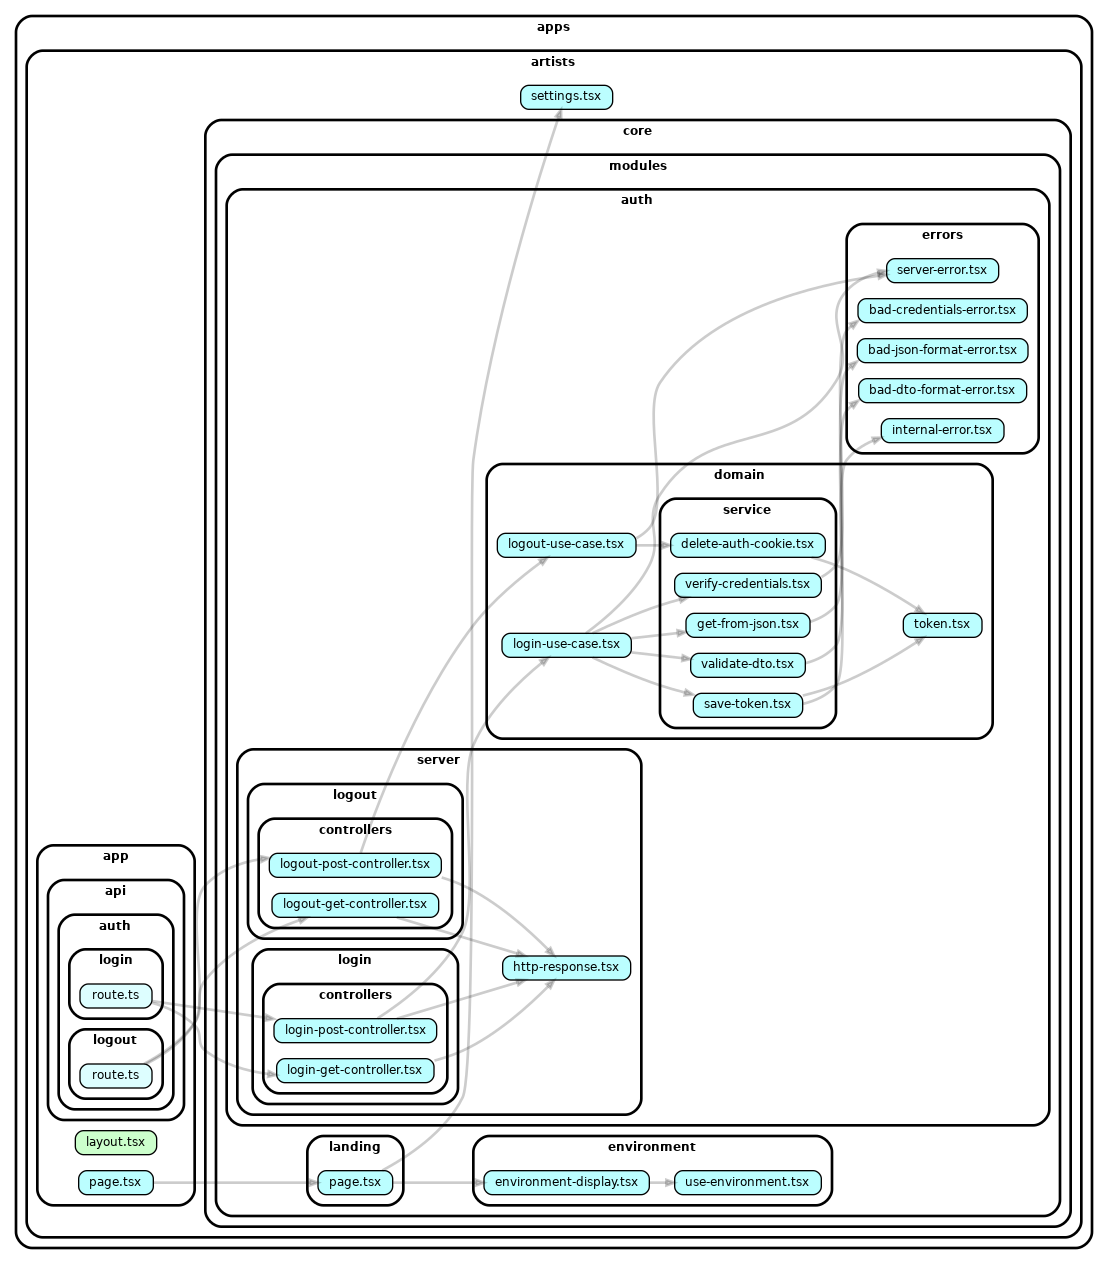 apps
artists
settings.tsx
core
modules
auth
errors
server-error.tsx
bad-credentials-error.tsx
bad-json-format-error.tsx
bad-dto-format-error.tsx
internal-error.tsx
domain
service
logout-use-case.tsx
delete-auth-cookie.tsx
verify-credentials.tsx
get-from-json.tsx
token.tsx
login-use-case.tsx
validate-dto.tsx
save-token.tsx
server
logout
controllers
logout-post-controller.tsx
logout-get-controller.tsx
http-response.tsx
login
controllers
login-post-controller.tsx
login-get-controller.tsx
app
api
auth
login
route.ts
logout
route.ts
layout.tsx
page.tsx
landing
page.tsx
environment
environment-display.tsx
use-environment.tsx